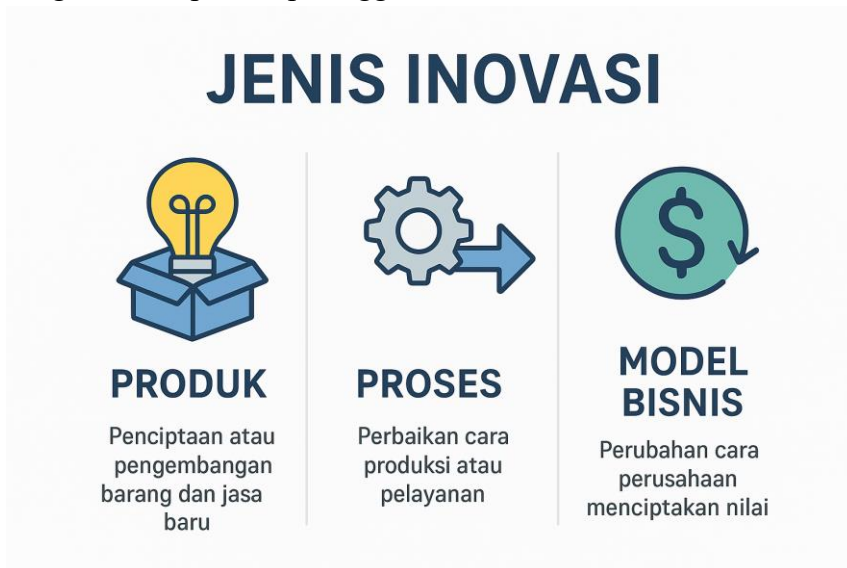 JENIS INOVASI
PRODUK
Penciptaan atau
pengembangan
barang dan jasa
baru
PROSES
Perbaikan cara
produksi atau
pelayanan
MODEL
BISNIS
Perubahan cara
perusahaan
menciptakan nilai